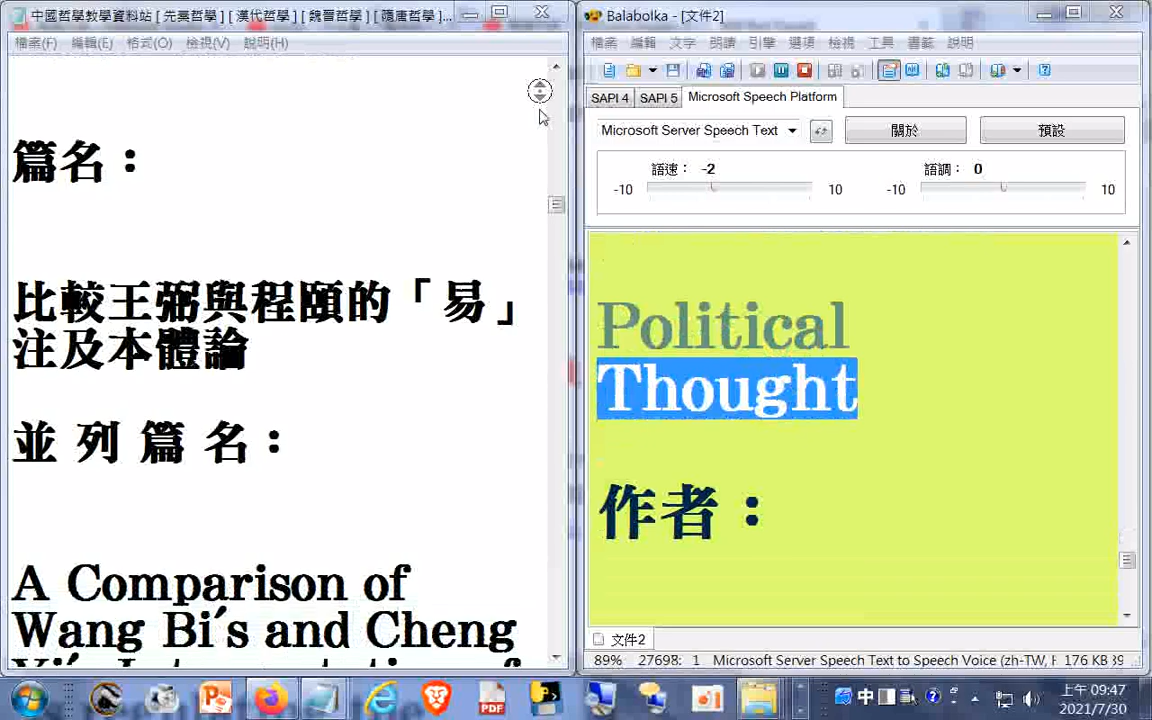 中國哲學教學資料站 [ 先秦哲學 ] [ 漢代哲學 ] [ 魏晉哲學 ] [ 隋唐哲學 ]...
檔案(F) 編輯(E) 格式(O) 檢視(V) 說明(H)
篇名：
比較王弼與程頤的「易」
注及本體論
並 列 篇 名：
A Comparison of
Wang Bi′s and Cheng
Balabolka - [文件2]
檔案 編輯 文字 朗讀 引擎 選項 檢視 工具 書籤 說明
SAPI 4 SAPI 5 Microsoft Speech Platform
Microsoft Server Speech Text 關於 預設
語速： -2 語調： 0
-10 10 -10 10
Political
Thought
作者：
文件2
89% 27698: 1 Microsoft Server Speech Text to Speech Voice (zh-TW, 176 KB
PDF 中 上午 09:47
2021/7/30